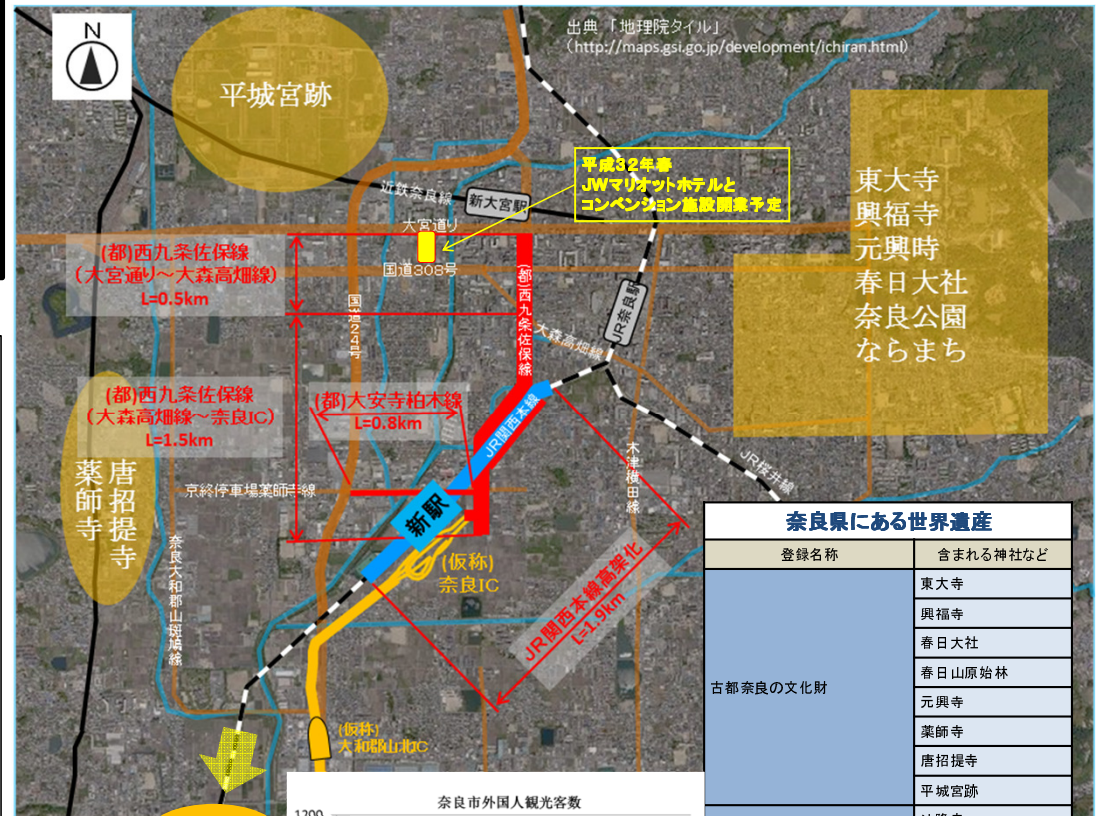 N
出典 「地理院タイル」
（http://maps.gsi.go.jp/development/ichiran.html）
平城宮跡
平成32年春
JWマリオットホテルと
コンベンション施設開業予定
近鉄奈良線
新大宮駅
大宮通り
国道308号
東大寺
興福寺
元興時
春日大社
奈良公園
ならまち
(都)西九条佐保線
（大宮通り～大森高畑線）
L=0.5km
国道24号
(都)西九条佐保線
JR奈良駅
大森高畑線
(都)西九条佐保線
（大森高畑線～奈良IC）
L=1.5km
(都)大安寺柏木線
L=0.8km
JR関西本線
木津横田線
JR桜井線
唐招提寺
薬師寺
京終停車場薬師寺線
新駅
(仮称)
奈良IC
JR関西本線高架化
L=1.9km
奈良大和郡山斑鳩線
(仮称)
大和郡山北IC
奈良県にある世界遺産
登録名称
含まれる神社など
古都奈良の文化財
東大寺
興福寺
春日大社
春日山原始林
元興寺
薬師寺
唐招提寺
平城宮跡
奈良市外国人観光客数
1200